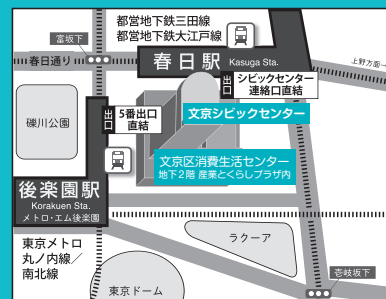 都営地下鉄三田線
都営地下鉄大江戸線
富坂下
春日通り
春日駅 Kasuga Sta.
上野方面→
出口
シビックセンター
連絡口直結
礫川公園
出口
5番出口
直結
文京シビックセンター
文京区消費生活センター
地下2階 産業とくらしプラザ内
後楽園駅
Korakuen Sta.
メトロ・エム後楽園
東京メトロ
丸ノ内線/
南北線
ラクーア
壱岐坂下
東京ドーム